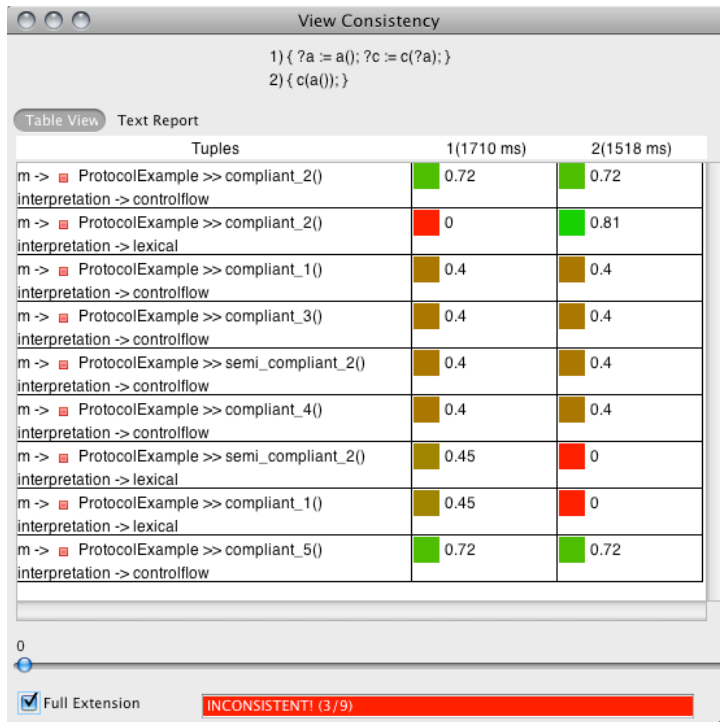 View Consistency
1) { ?a := a(); ?c := c(?a); }
2) { c(a()); }
Table View Text Report
Tuples 1(1710 ms) 2(1518 ms)
m -> ProtocolExample >> compliant_2() 0.72 0.72
interpretation -> controlflow
m -> ProtocolExample >> compliant_2() 0 0.81
interpretation -> lexical
m -> ProtocolExample >> compliant_1() 0.4 0.4
interpretation -> controlflow
m -> ProtocolExample >> compliant_3() 0.4 0.4
interpretation -> controlflow
m -> ProtocolExample >> semi_compliant_2() 0.4 0.4
interpretation -> controlflow
m -> ProtocolExample >> compliant_4() 0.4 0.4
interpretation -> controlflow
m -> ProtocolExample >> semi_compliant_2() 0.45 0
interpretation -> lexical
m -> ProtocolExample >> compliant_1() 0.45 0
interpretation -> lexical
m -> ProtocolExample >> compliant_5() 0.72 0.72
interpretation -> controlflow
0
Full Extension INCONSISTENT! (3/9)